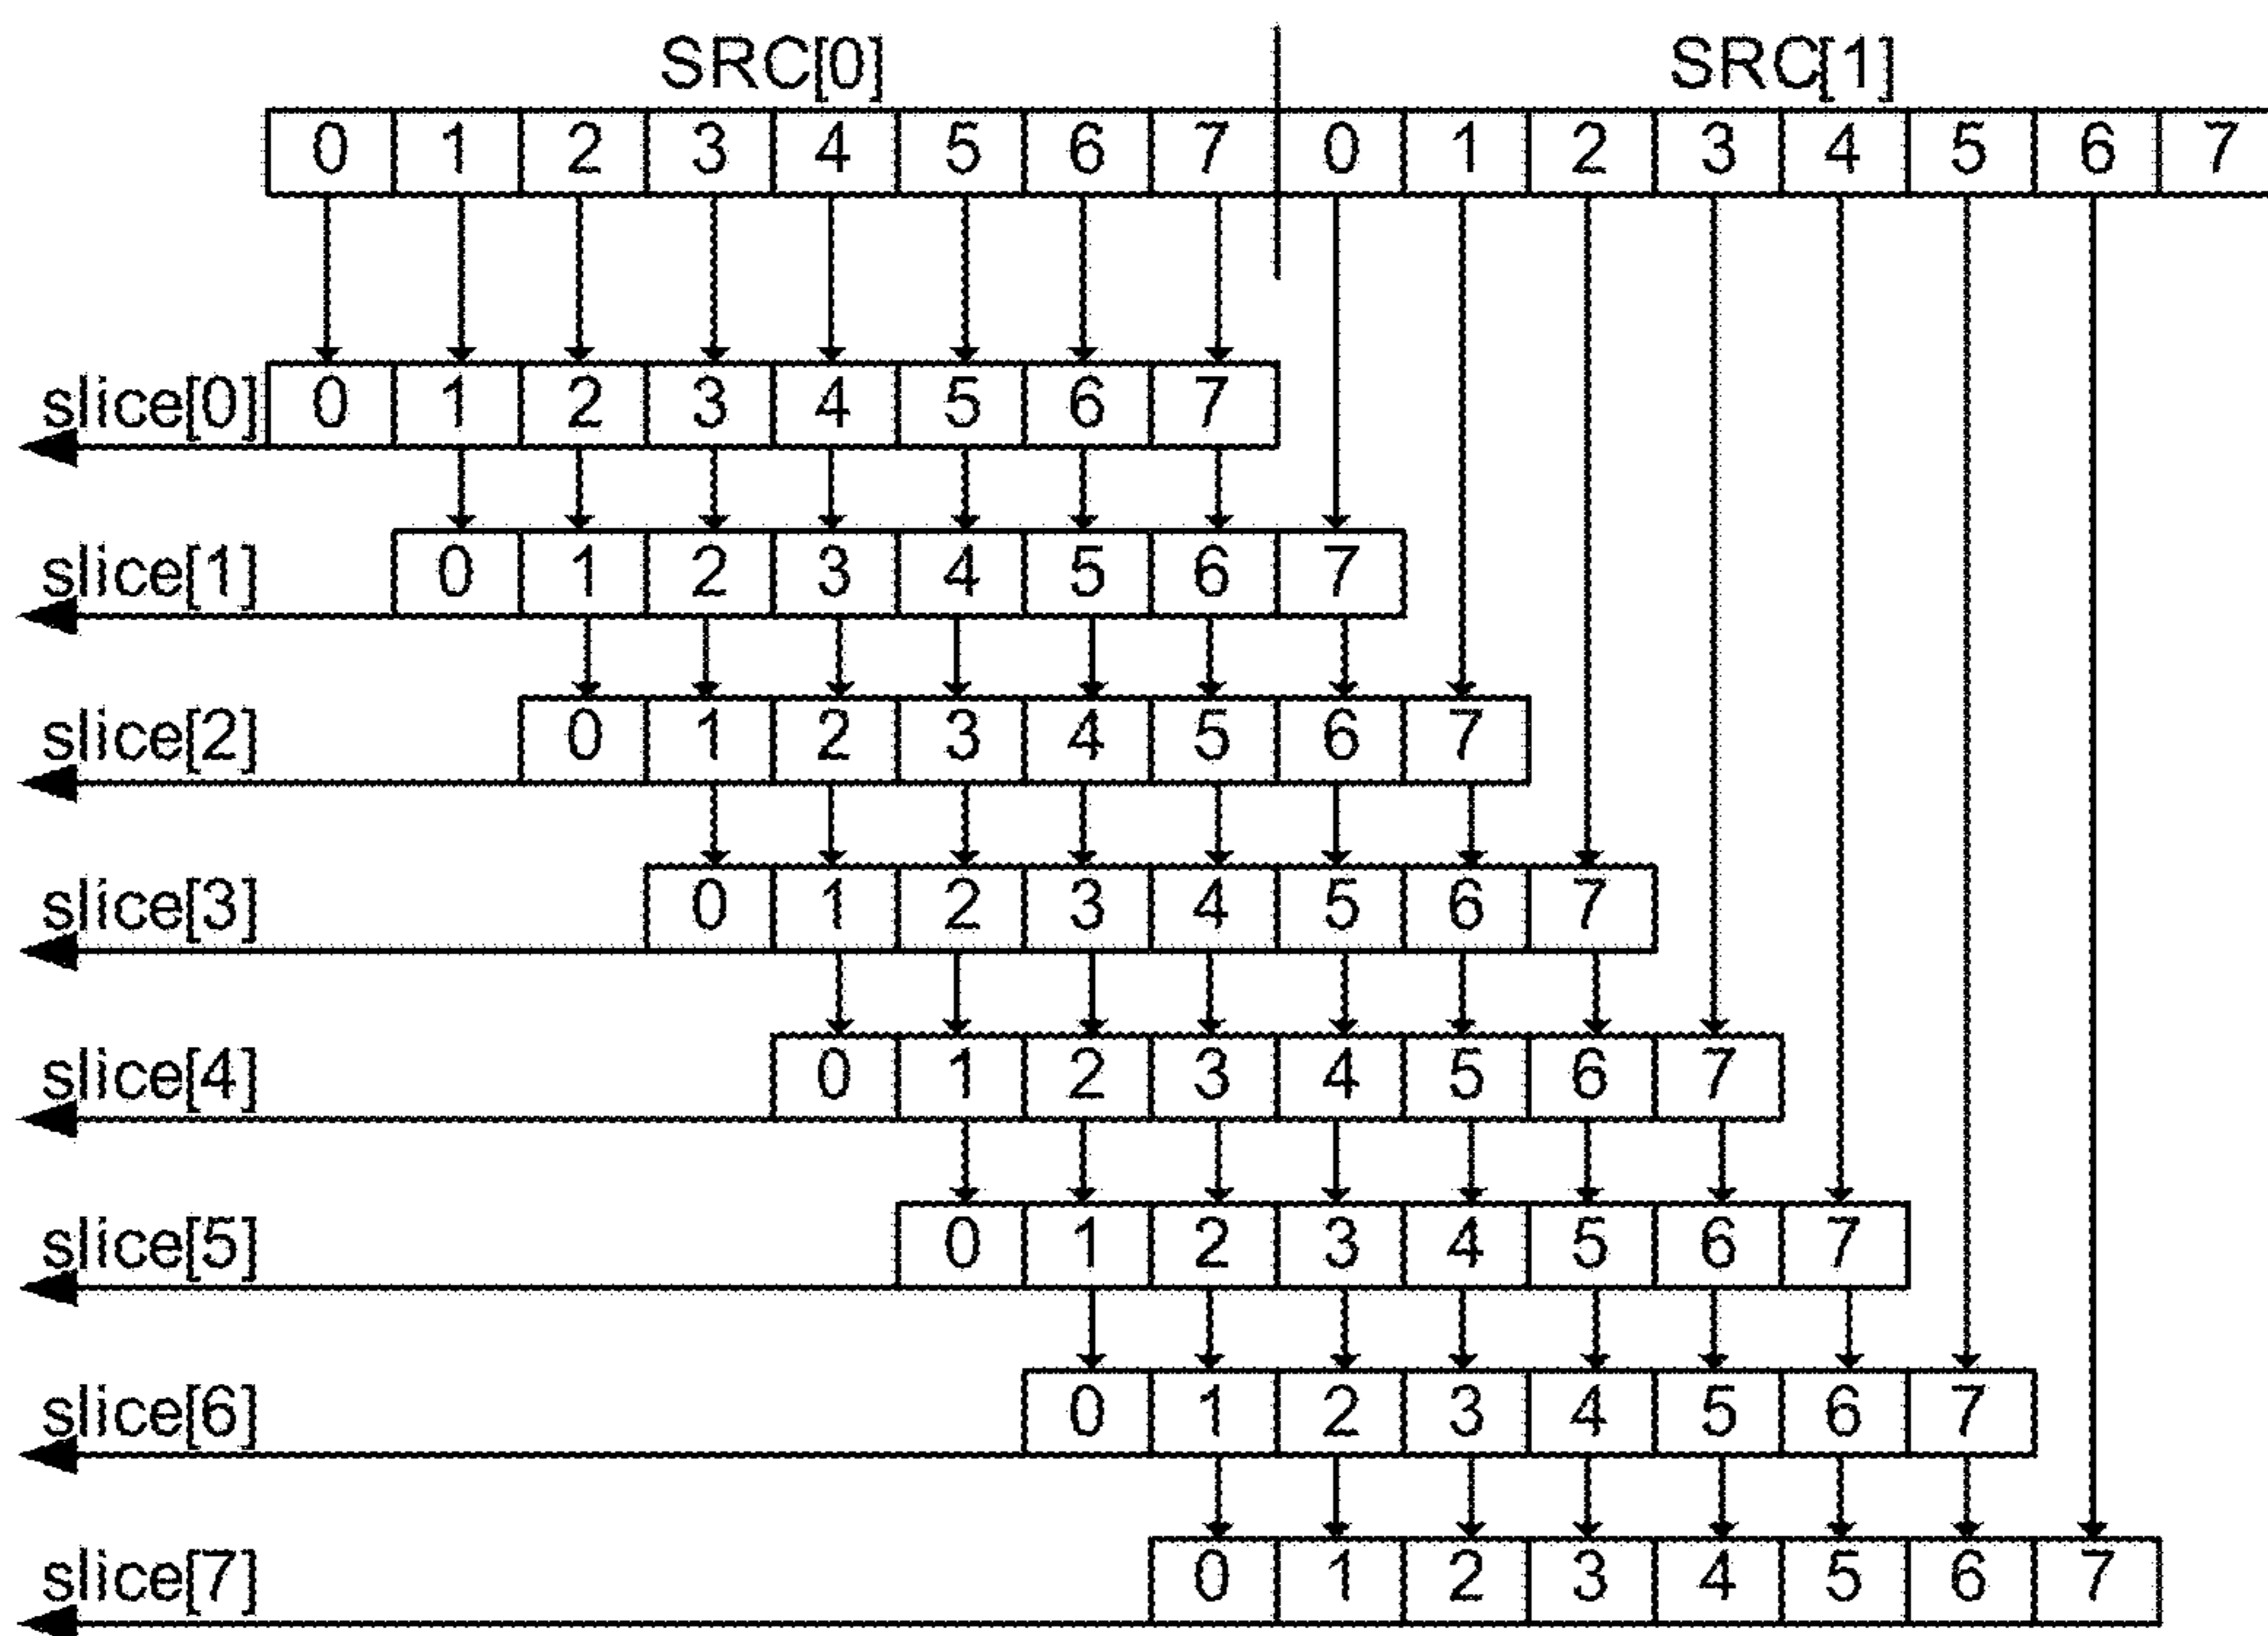 SRC[0] SRC[1]
0 1 2 3 4 5 6 7 0 1 2 3 4 5 6 7
slice[0] 0 1 2 3 4 5 6 7
slice[1] 0 1 2 3 4 5 6 7
slice[2] 0 1 2 3 4 5 6 7
slice[3] 0 1 2 3 4 5 6 7
slice[4] 0 1 2 3 4 5 6 7
slice[5] 0 1 2 3 4 5 6 7
slice[6] 0 1 2 3 4 5 6 7
slice[7] 0 1 2 3 4 5 6 7